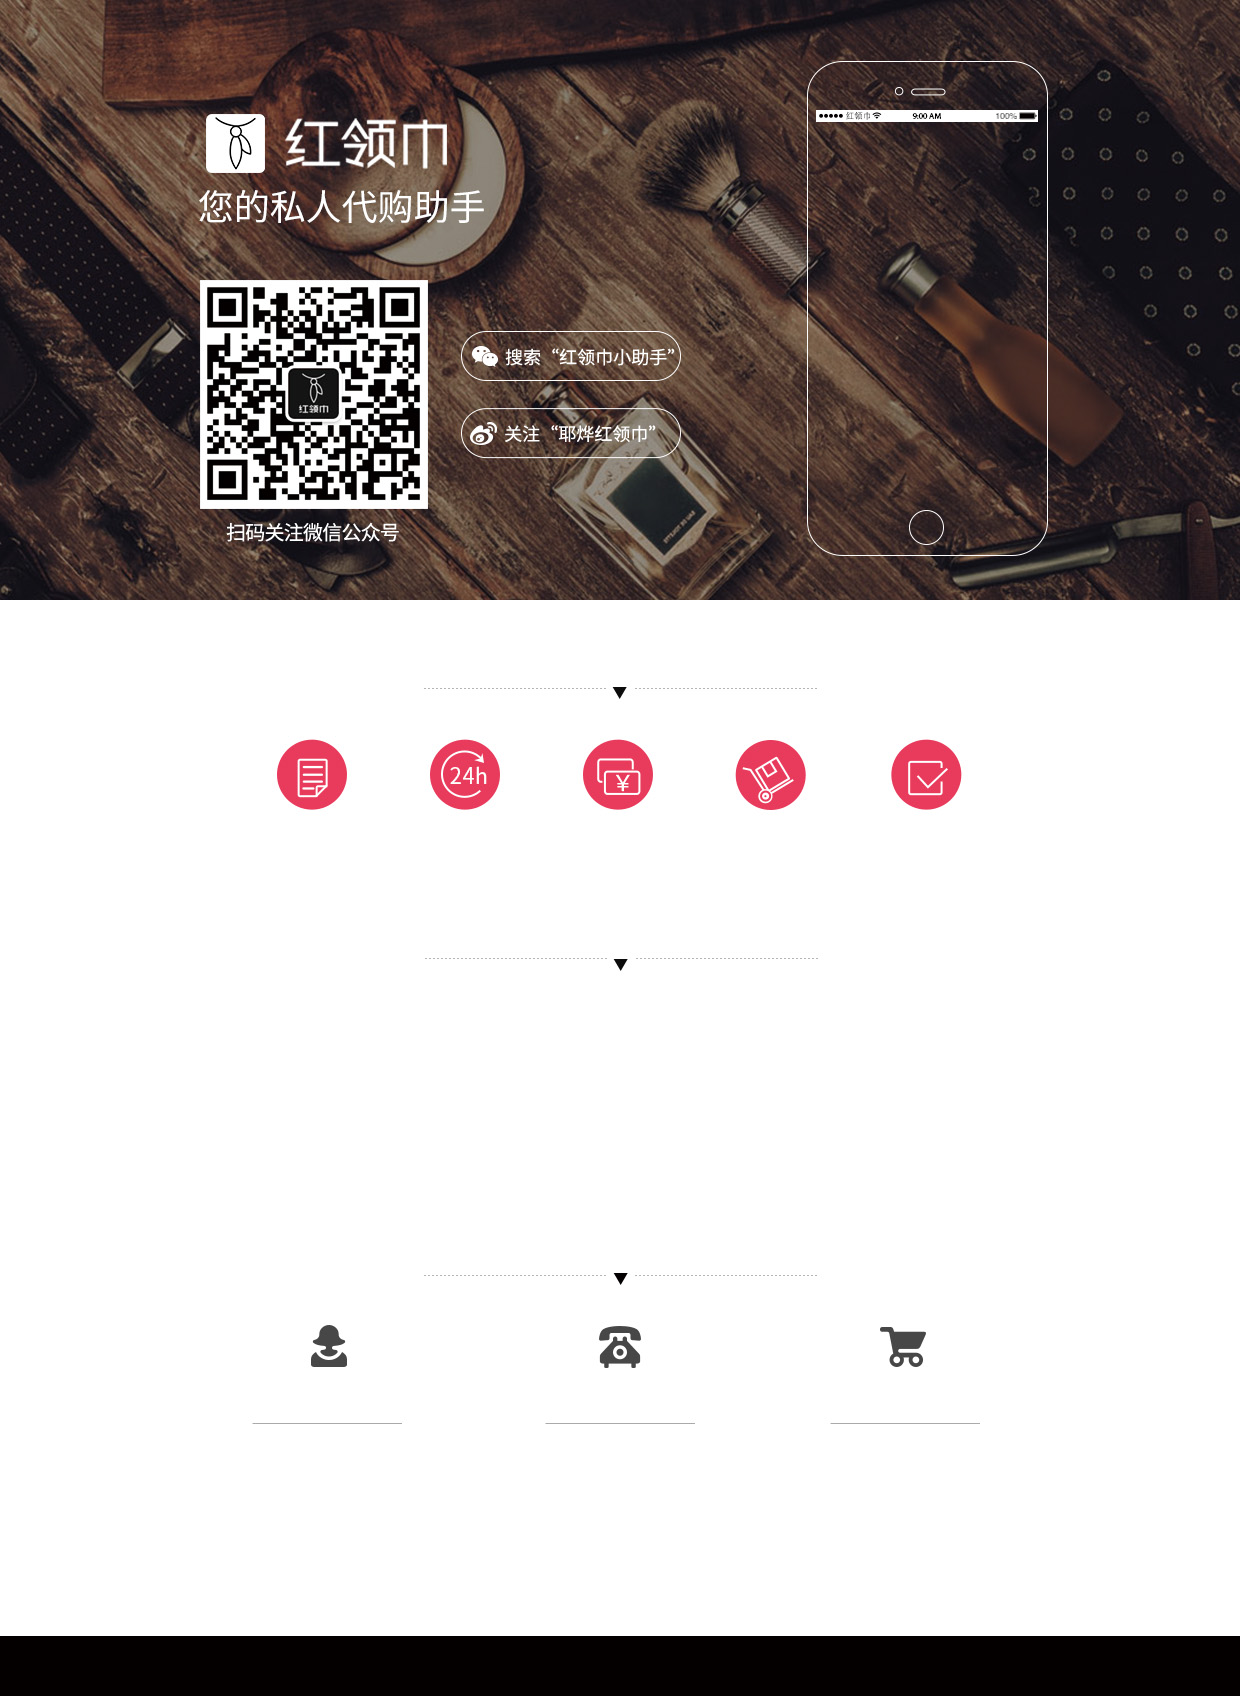 红领巾
您的私人代购助手
红领巾 9:00 AM 100%
搜索“红领巾小助手”
红领巾
关注“耶烨红领巾”
扫码关注微信公众号
24h
¥